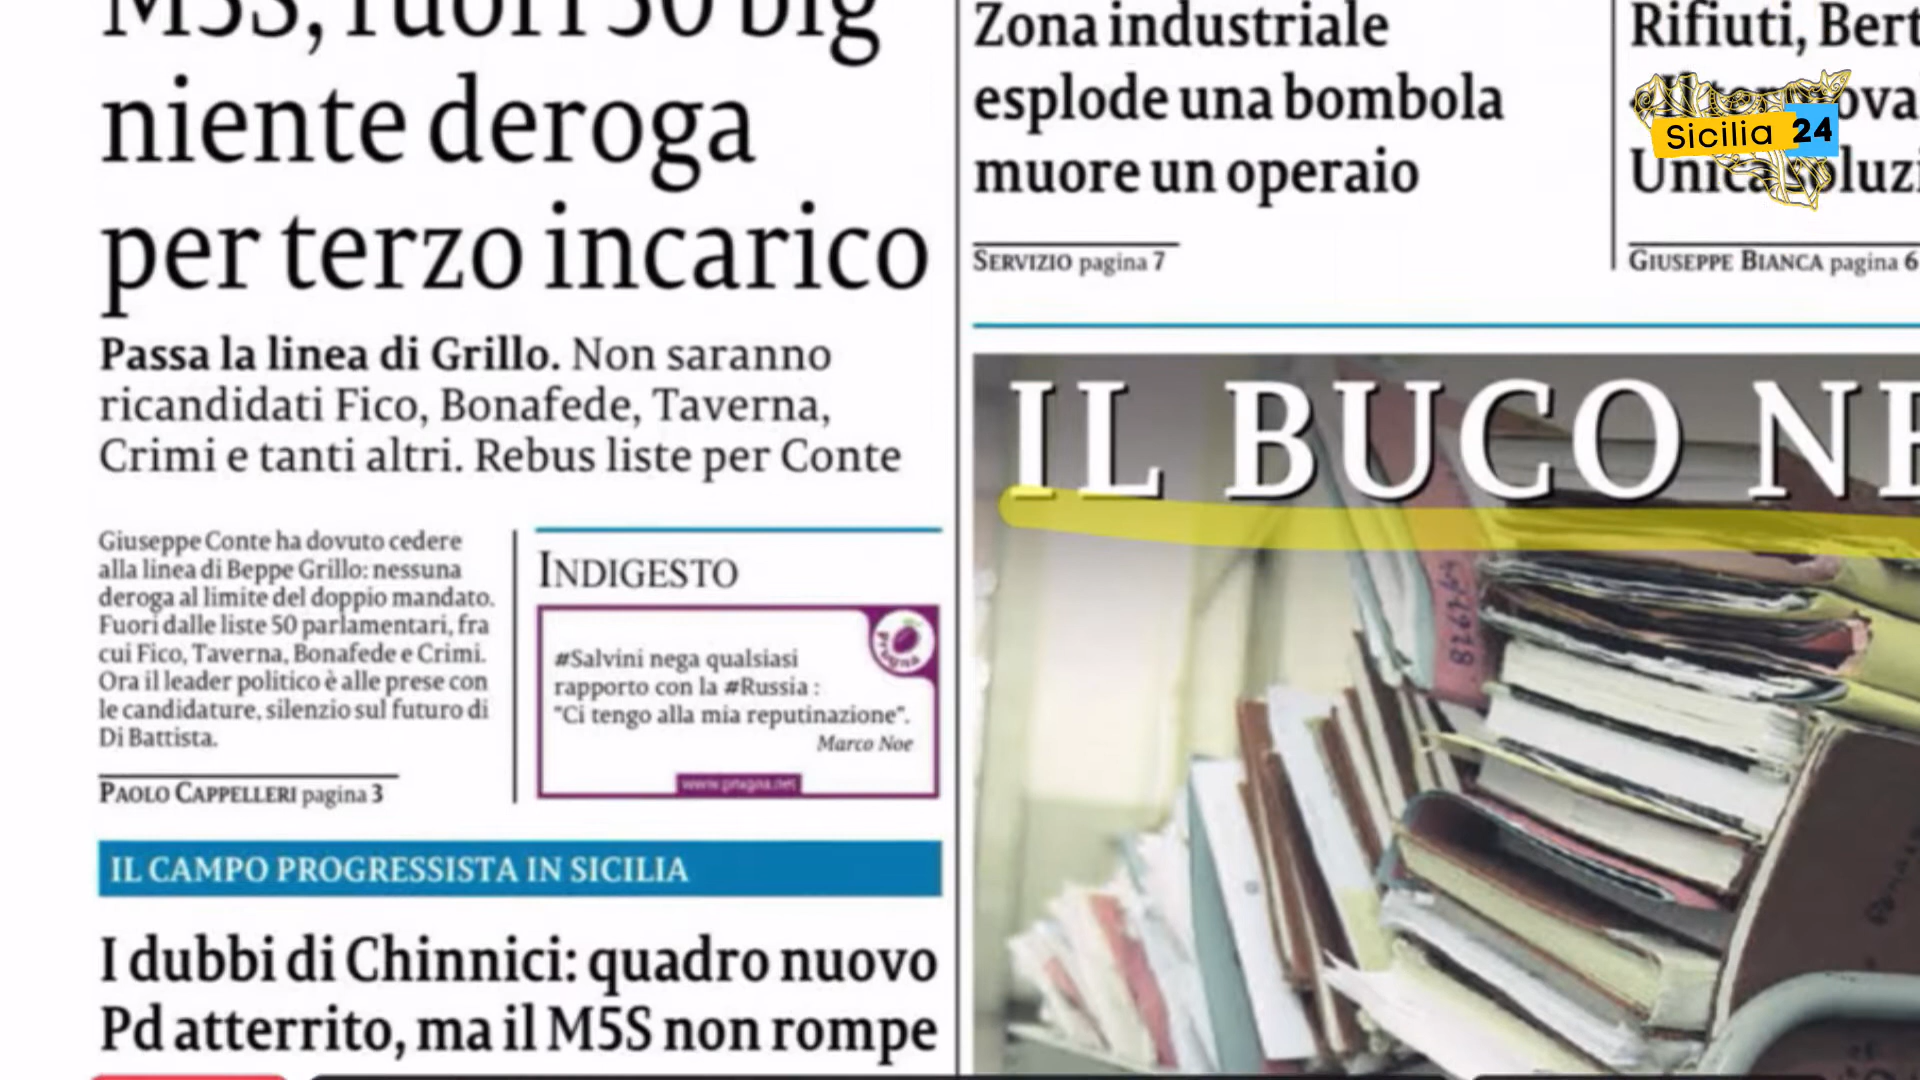 M5S, fuori 50 big
niente deroga
per terzo incarico
Passa la linea di Grillo. Non saranno
ricandidati Fico, Bonafede, Taverna,
Crimi e tanti altri. Rebus liste per Conte
Giuseppe Conte ha dovuto cedere
alla linea di Beppe Grillo: nessuna
deroga al limite del doppio mandato.
Fuori dalle liste 50 parlamentari, fra
cui Fico, Taverna, Bonafede e Crimi.
Ora il leader politico è alle prese con
le candidature, silenzio sul futuro di
Di Battista.
PAOLO CAPPELLERI pagina 3
INDIGESTO
Prugna
#Salvini nega qualsiasi
rapporto con la #Russia :
"Ci tengo alla mia reputinazione".
Marco Noe
www.prugna.net
IL CAMPO PROGRESSISTA IN SICILIA
I dubbi di Chinnici: quadro nuovo
Pd atterrito, ma il M5S non rompe
Zona industriale
esplode una bombola
muore un operaio
SERVIZIO pagina 7
Rifiuti, Bert
ova
Unica soluzi
GIUSEPPE BIANCA pagina 6
Sicilia 24
IL BUCO NE